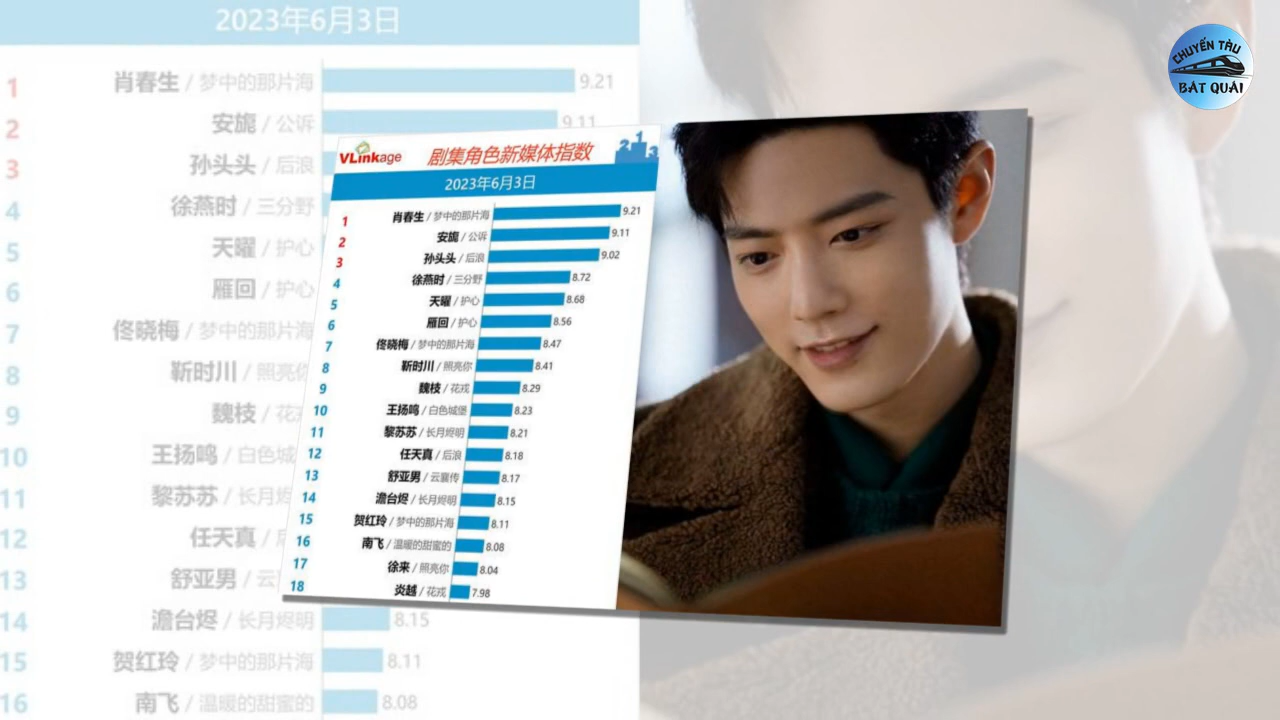 2023年6月3日
1 肖春生 / 梦中的那片海 9.21
2 安旎 / 公诉 9.11
3 孙头头 / 后浪
4 徐燕时 / 三分野
5 天曜 / 护心
6 雁回 / 护心
7 佟晓梅 / 梦中的那片海
8 靳时川 / 照亮你
9 魏枝 / 花
10 王扬鸣 / 白色城
11 黎苏苏 / 长月烬
12 任天真 /
13 舒亚男 / 云
14 澹台烬 / 长月烬明 8.15
15 贺红玲 / 梦中的那片海 8.11
16 南飞 / 温暖的甜蜜的 8.08
VLinkage 剧集角色新媒体指数 2 1 3
2023年6月3日
1 肖春生 / 梦中的那片海 9.21
2 安旎 / 公诉 9.11
3 孙头头 / 后浪 9.02
4 徐燕时 / 三分野 8.72
5 天曜 / 护心 8.68
6 雁回 / 护心 8.56
7 佟晓梅 / 梦中的那片海 8.47
8 靳时川 / 照亮你 8.41
9 魏枝 / 花戎 8.29
10 王扬鸣 / 白色城堡 8.23
11 黎苏苏 / 长月烬明 8.21
12 任天真 / 后浪 8.18
13 舒亚男 / 云襄传 8.17
14 澹台烬 / 长月烬明 8.15
15 贺红玲 / 梦中的那片海 8.11
16 南飞 / 温暖的甜蜜的 8.08
17 徐来 / 照亮你 8.04
18 炎越 / 花戎 7.98
CHUYẾN TÀU
BÁT QUÁI